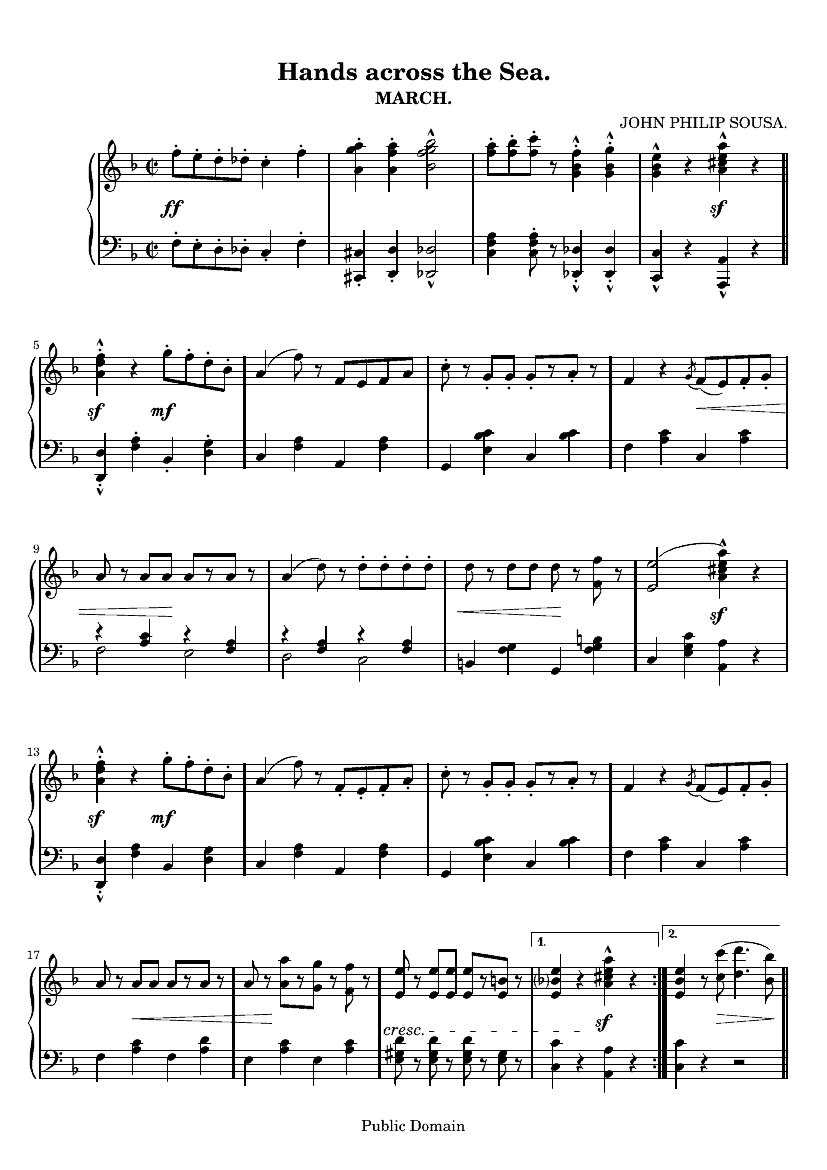 Hands across the Sea.
MARCH.
JOHN PHILIP SOUSA.
ff
sf
5
sf mf
9
sf
13
sf mf
17
1. 2.
cresc.
sf
Public Domain